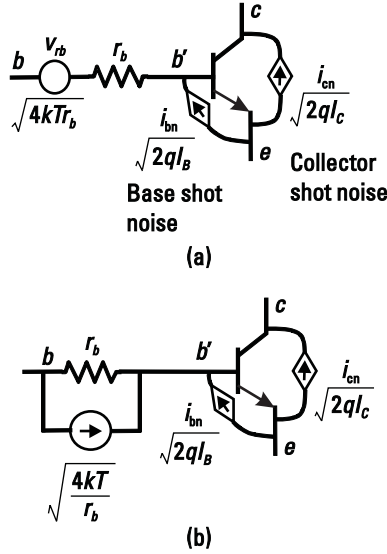 c
v_rb
r_b
b
b'
i_cn
√4kTr_b
i_bn
√2qI_C
√2qI_B
e
Collector
shot noise
Base shot
noise
(a)
c
r_b
b
b'
i_cn
√2qI_C
i_bn
√2qI_B
e
√4kT/r_b
(b)